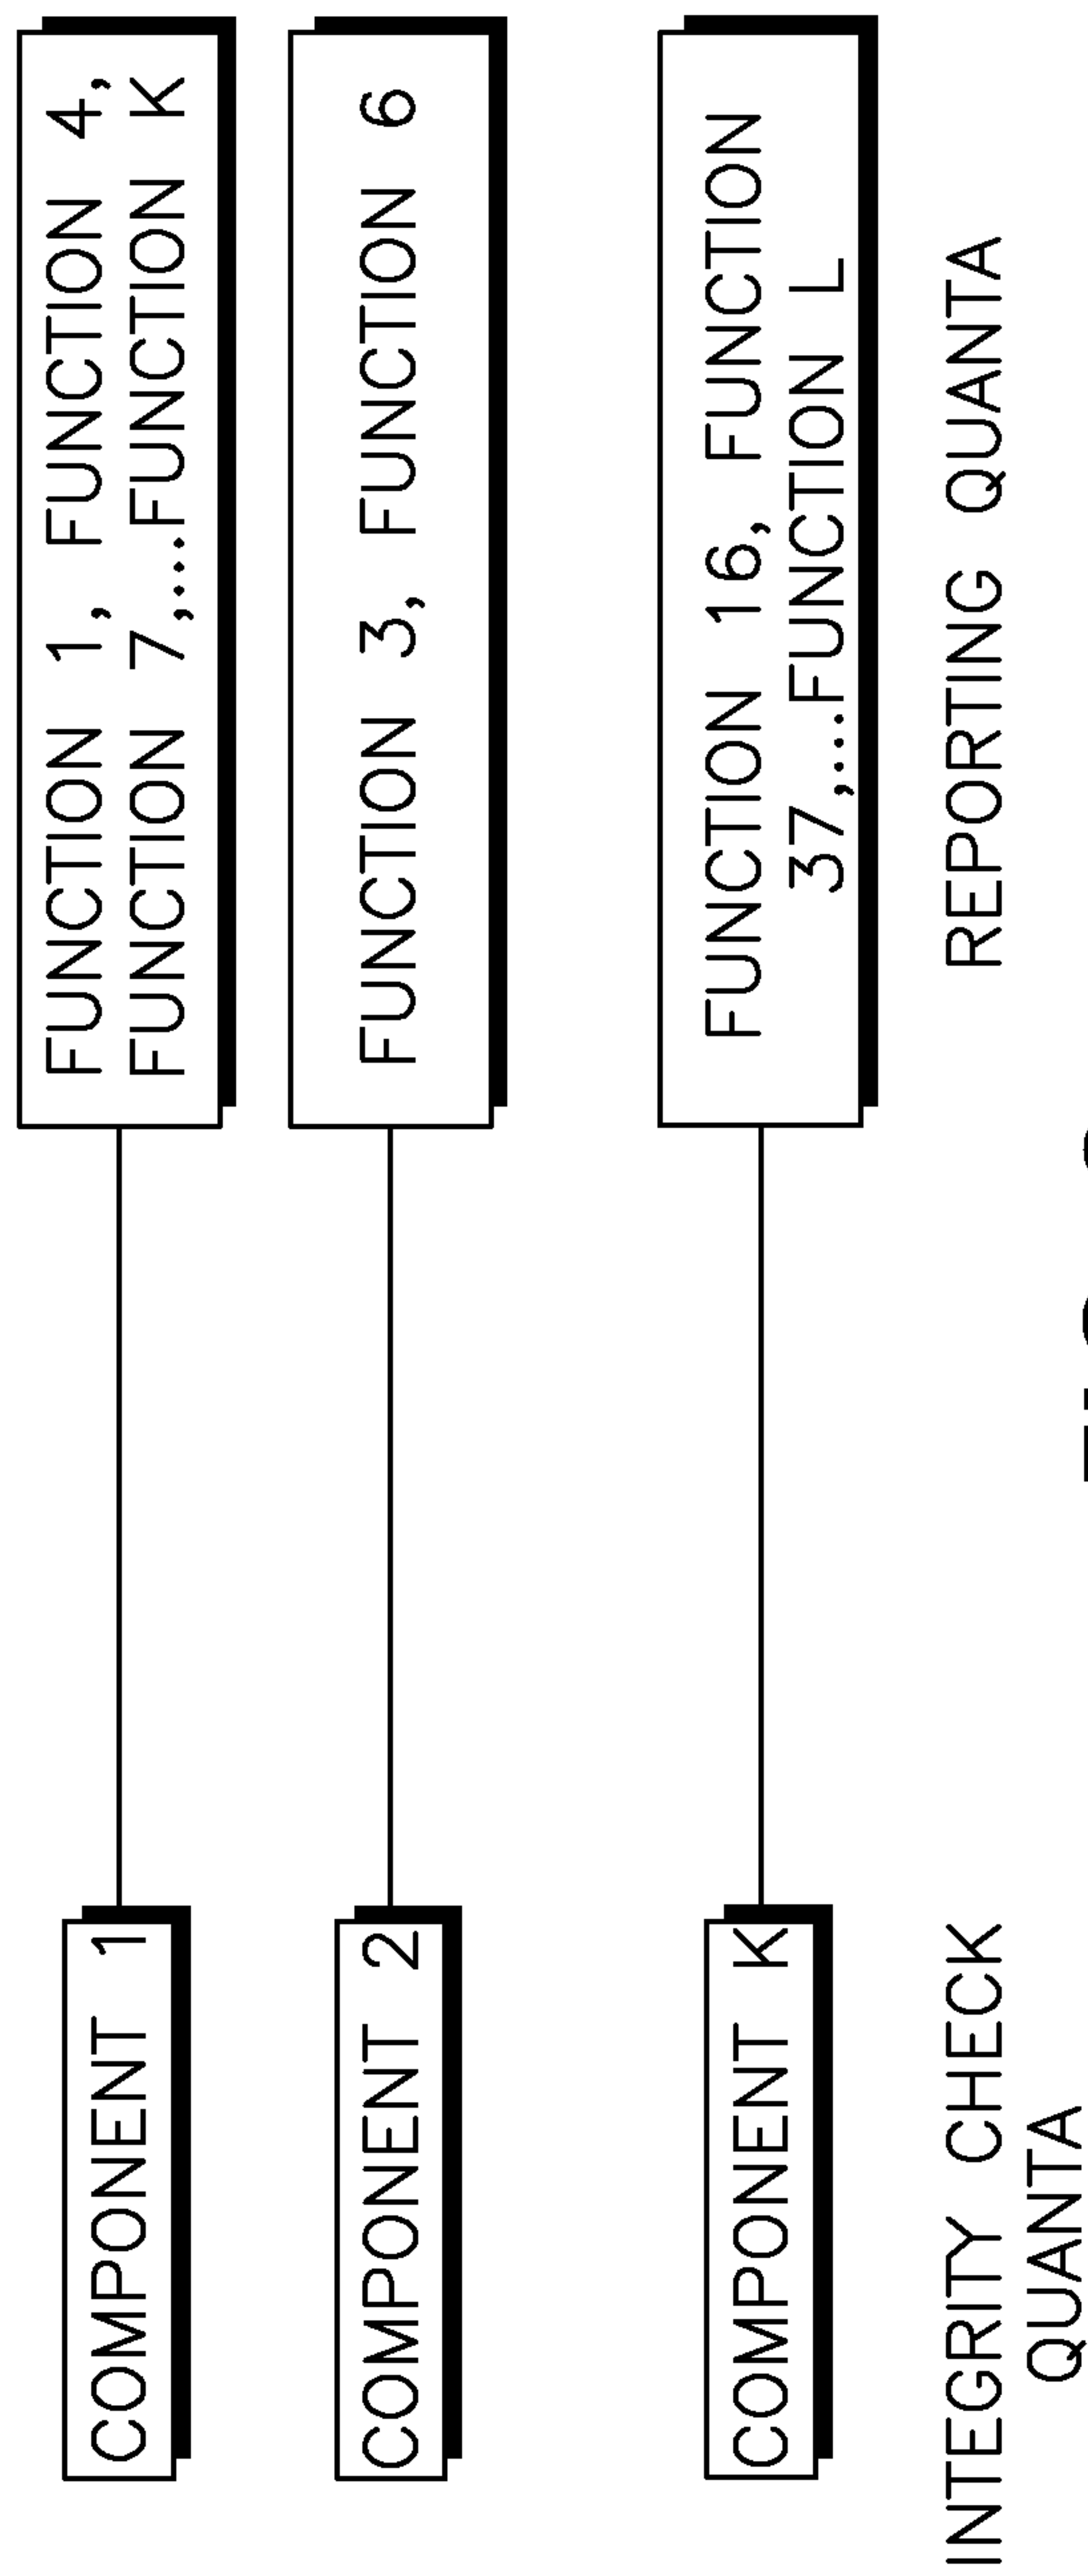 COMPONENT 1
FUNCTION 1, FUNCTION 4,
FUNCTION 7,...FUNCTION K
COMPONENT 2
FUNCTION 3, FUNCTION 6
COMPONENT K
FUNCTION 16, FUNCTION
37,...FUNCTION L
INTEGRITY CHECK
QUANTA
REPORTING QUANTA